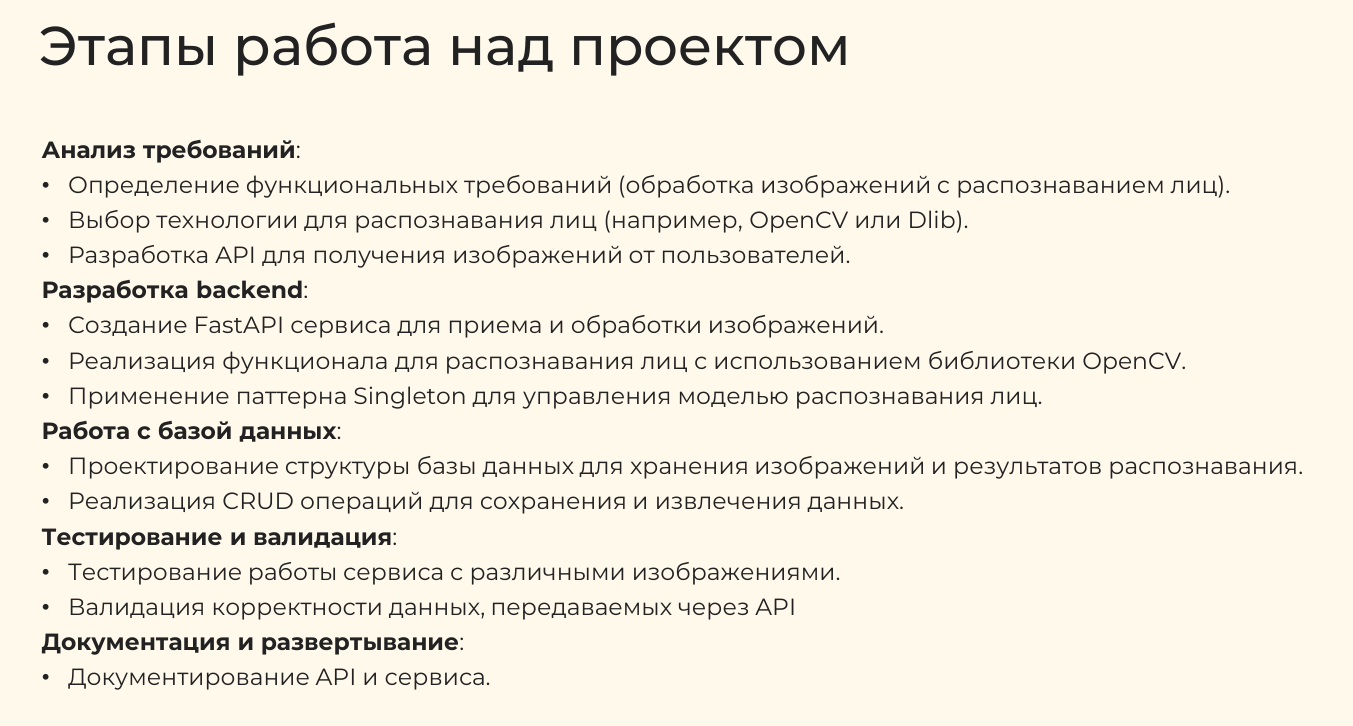 Этапы работа над проектом
Анализ требований:
• Определение функциональных требований (обработка изображений с распознаванием лиц).
• Выбор технологии для распознавания лиц (например, OpenCV или Dlib).
• Разработка API для получения изображений от пользователей.
Разработка backend:
• Создание FastAPI сервиса для приема и обработки изображений.
• Реализация функционала для распознавания лиц с использованием библиотеки OpenCV.
• Применение паттерна Singleton для управления моделью распознавания лиц.
Работа с базой данных:
• Проектирование структуры базы данных для хранения изображений и результатов распознавания.
• Реализация CRUD операций для сохранения и извлечения данных.
Тестирование и валидация:
• Тестирование работы сервиса с различными изображениями.
• Валидация корректности данных, передаваемых через API
Документация и развертывание:
• Документирование API и сервиса.